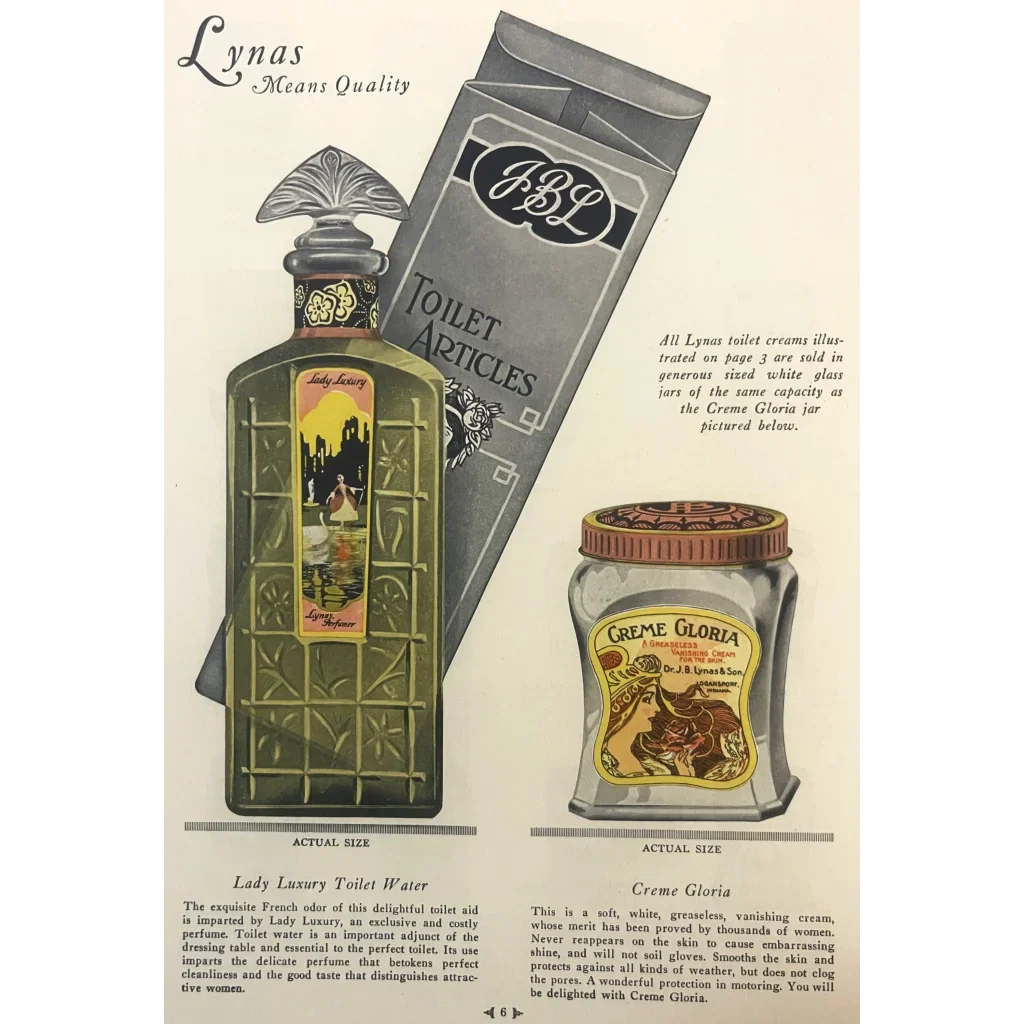 Lynas
Means Quality
JBL
TOILET
ARTICLES
Lady Luxury
Lynas
Perfumer
All Lynas toilet creams illus-
trated on page 3 are sold in
generous sized white glass
jars of the same capacity as
the Creme Gloria jar
pictured below.
CREME GLORIA
A GREASELESS
VANISHING CREAM
FOR THE SKIN.
Dr. J. B. Lynas & Son,
LOGANSPORT,
INDIANA.
ACTUAL SIZE
Lady Luxury Toilet Water
The exquisite French odor of this delightful toilet aid
is imparted by Lady Luxury, an exclusive and costly
perfume. Toilet water is an important adjunct of the
dressing table and essential to the perfect toilet. Its use
imparts the delicate perfume that betokens perfect
cleanliness and the good taste that distinguishes attrac-
tive women.
ACTUAL SIZE
Creme Gloria
This is a soft, white, greaseless, vanishing cream,
whose merit has been proved by thousands of women.
Never reappears on the skin to cause embarrassing
shine, and will not soil gloves. Smooths the skin and
protects against all kinds of weather, but does not clog
the pores. A wonderful protection in motoring. You will
be delighted with Creme Gloria.
6